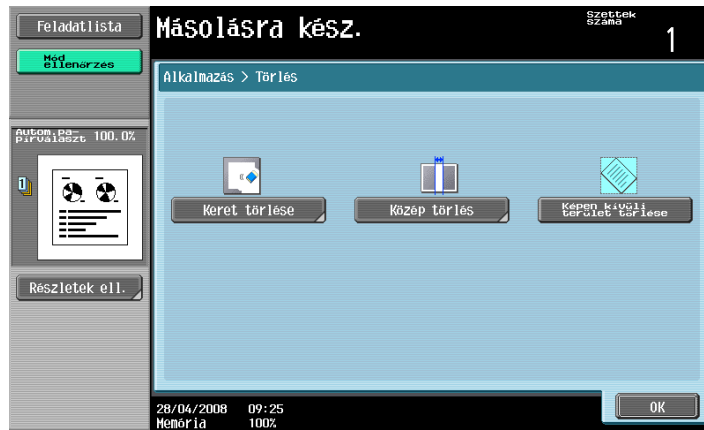 Feladatlista
Mód
ellenőrzés
Másolásra kész.
Szettek
száma
1
Alkalmazás > Törlés
Autom.pa-
pírválaszt 100.0%
1
Keret törlése
Közép törlés
Képen kívüli
terület törlése
Részletek ell.
28/04/2008 09:25
Memória 100%
OK